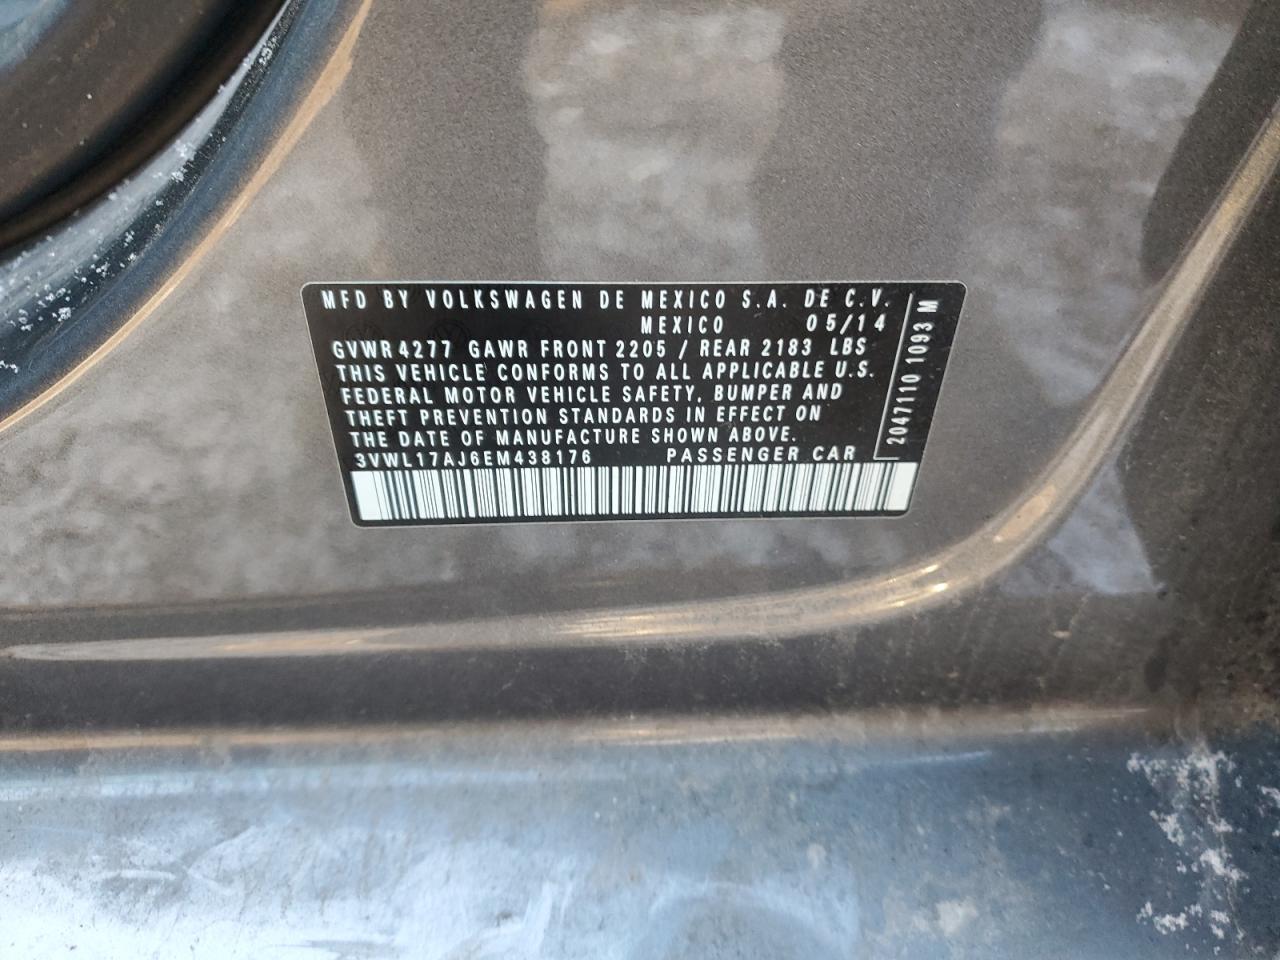 MFD BY VOLKSWAGEN DE MEXICO S.A. DE C.V.
MEXICO 05/14
GVWR 4277 GAWR FRONT 2205 / REAR 2183 LBS
THIS VEHICLE CONFORMS TO ALL APPLICABLE U.S.
FEDERAL MOTOR VEHICLE SAFETY, BUMPER AND
THEFT PREVENTION STANDARDS IN EFFECT ON
THE DATE OF MANUFACTURE SHOWN ABOVE.
3VWL17AJ6EM438176 PASSENGER CAR
2047110 1093 M